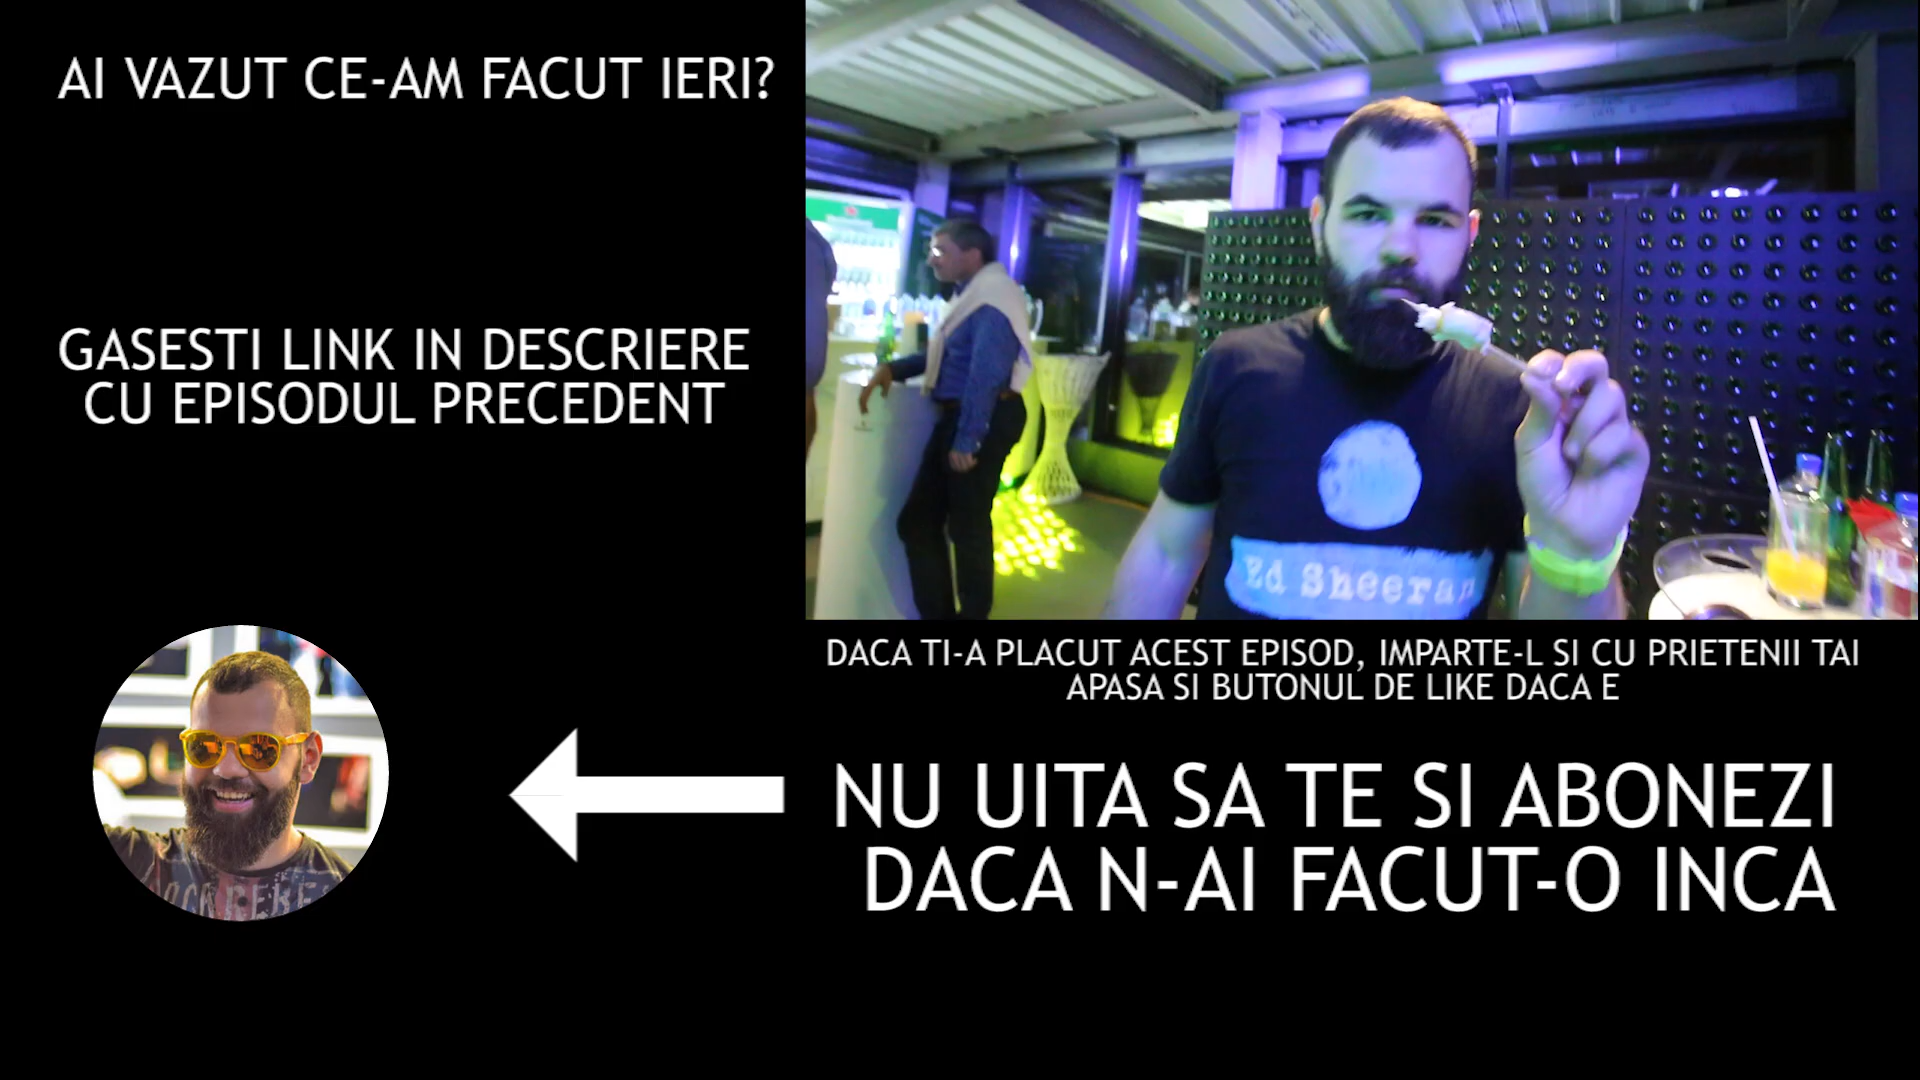 AI VAZUT CE-AM FACUT IERI?
GASESTI LINK IN DESCRIERE
CU EPISODUL PRECEDENT
Ed Sheeran
DACA TI-A PLACUT ACEST EPISOD, IMPARTE-L SI CU PRIETENII TAI
APASA SI BUTONUL DE LIKE DACA E
NU UITA SA TE SI ABONEZI
DACA N-AI FACUT-O INCA